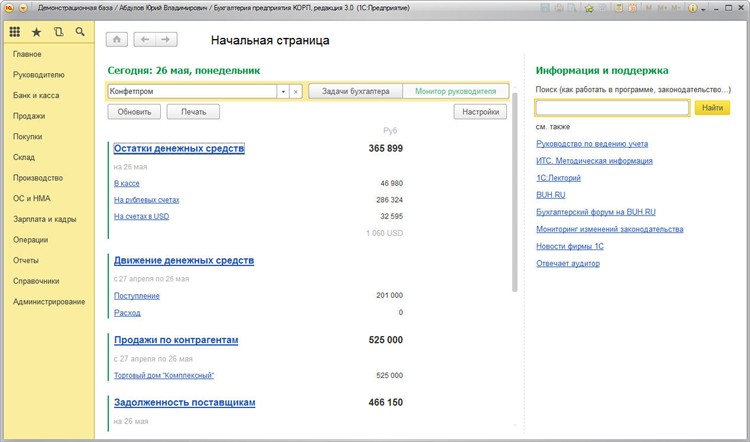 Демонстрационная база / Абдулов Юрий Владимирович / Бухгалтерия предприятия КОРП, редакция 3.0 (1С:Предприятие)
M M+ M-
Главное
Руководителю
Банк и касса
Продажи
Покупки
Склад
Производство
ОС и НМА
Зарплата и кадры
Операции
Отчеты
Справочники
Администрирование
Начальная страница
Сегодня: 26 мая, понедельник
Конфетпром
Задачи бухгалтера
Монитор руководителя
Обновить
Печать
Настройки
Руб
Остатки денежных средств 365 899
на 26 мая
В кассе 46 980
На рублевых счетах 286 324
На счетах в USD 32 595
1 060 USD
Движение денежных средств
с 27 апреля по 26 мая
Поступление 201 000
Расход 0
Продажи по контрагентам 525 000
с 27 апреля по 26 мая
Торговый дом "Комплексный" 525 000
Задолженность поставщикам 466 150
на 26 мая
Информация и поддержка
Поиск (как работать в программе, законодательство...)
Найти
см. также
Руководство по ведению учета
ИТС. Методическая информация
1С:Лекторий
BUH.RU
Бухгалтерский форум на BUH.RU
Мониторинг изменений законодательства
Новости фирмы 1С
Отвечает аудитор